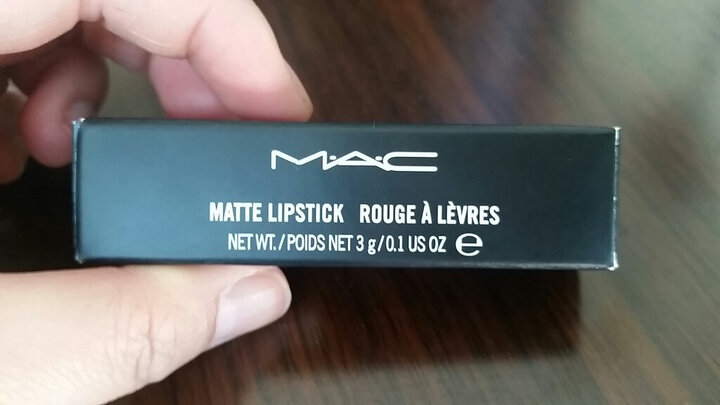 M·A·C
MATTE LIPSTICK ROUGE À LÈVRES
NET WT./POIDS NET 3 g/0.1 US OZ ℮